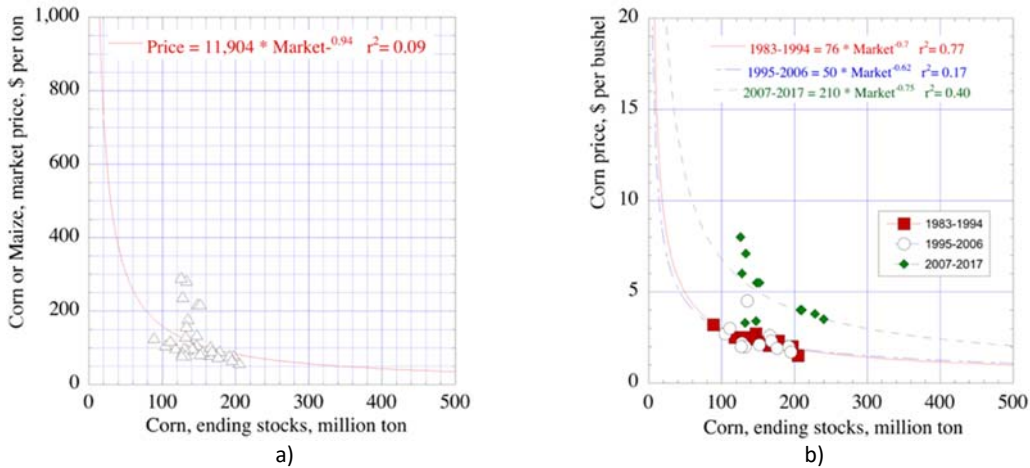 1,000
800
600
400
200
0
Corn or Maize, market price, $ per ton
Price = 11,904 * Market-^0.94 r²= 0.09
0 100 200 300 400 500
Corn, ending stocks, million ton
a)
20
15
10
5
0
Corn price, $ per bushel
1983-1994 = 76 * Market^-0.7 r²= 0.77
1995-2006 = 50 * Market^-0.62 r²= 0.17
2007-2017 = 210 * Market^-0.75 r²= 0.40
1983-1994
1995-2006
2007-2017
0 100 200 300 400 500
Corn, ending stocks, million ton
b)